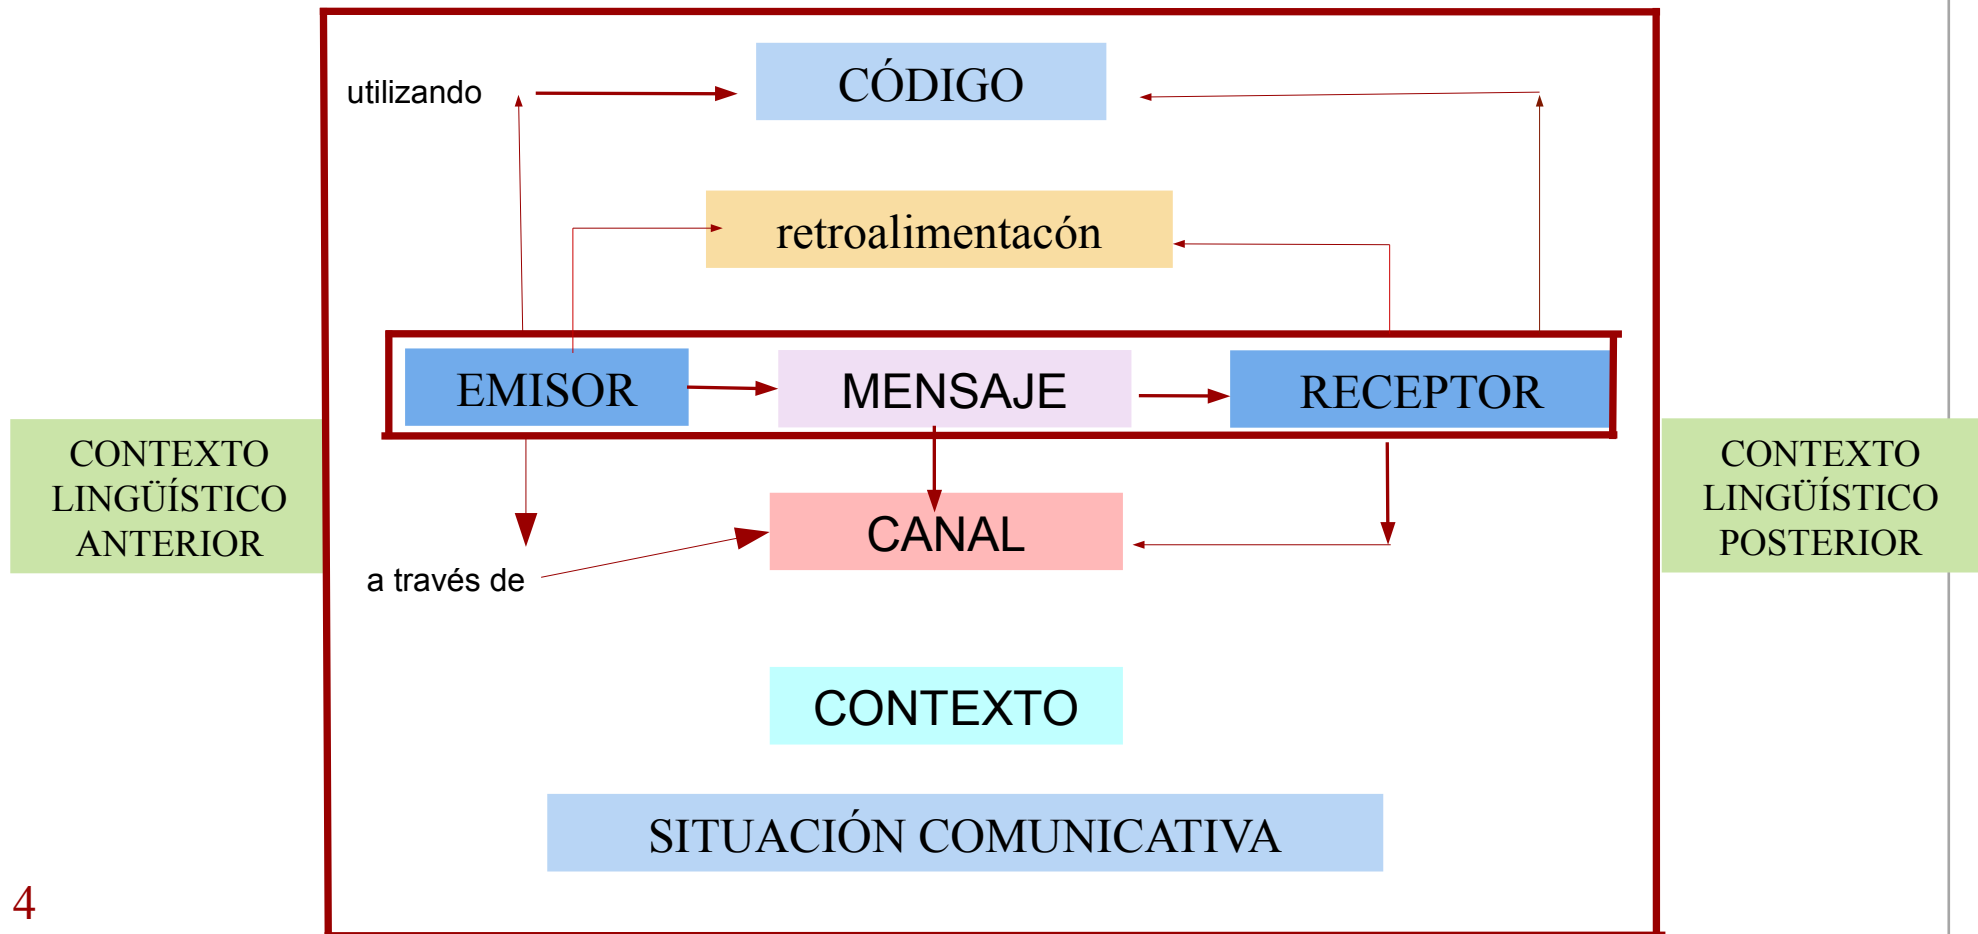 utilizando
CÓDIGO
retroalimentacón
EMISOR
MENSAJE
RECEPTOR
CONTEXTO
LINGÜÍSTICO
ANTERIOR
CONTEXTO
LINGÜÍSTICO
POSTERIOR
CANAL
a través de
CONTEXTO
SITUACIÓN COMUNICATIVA
4